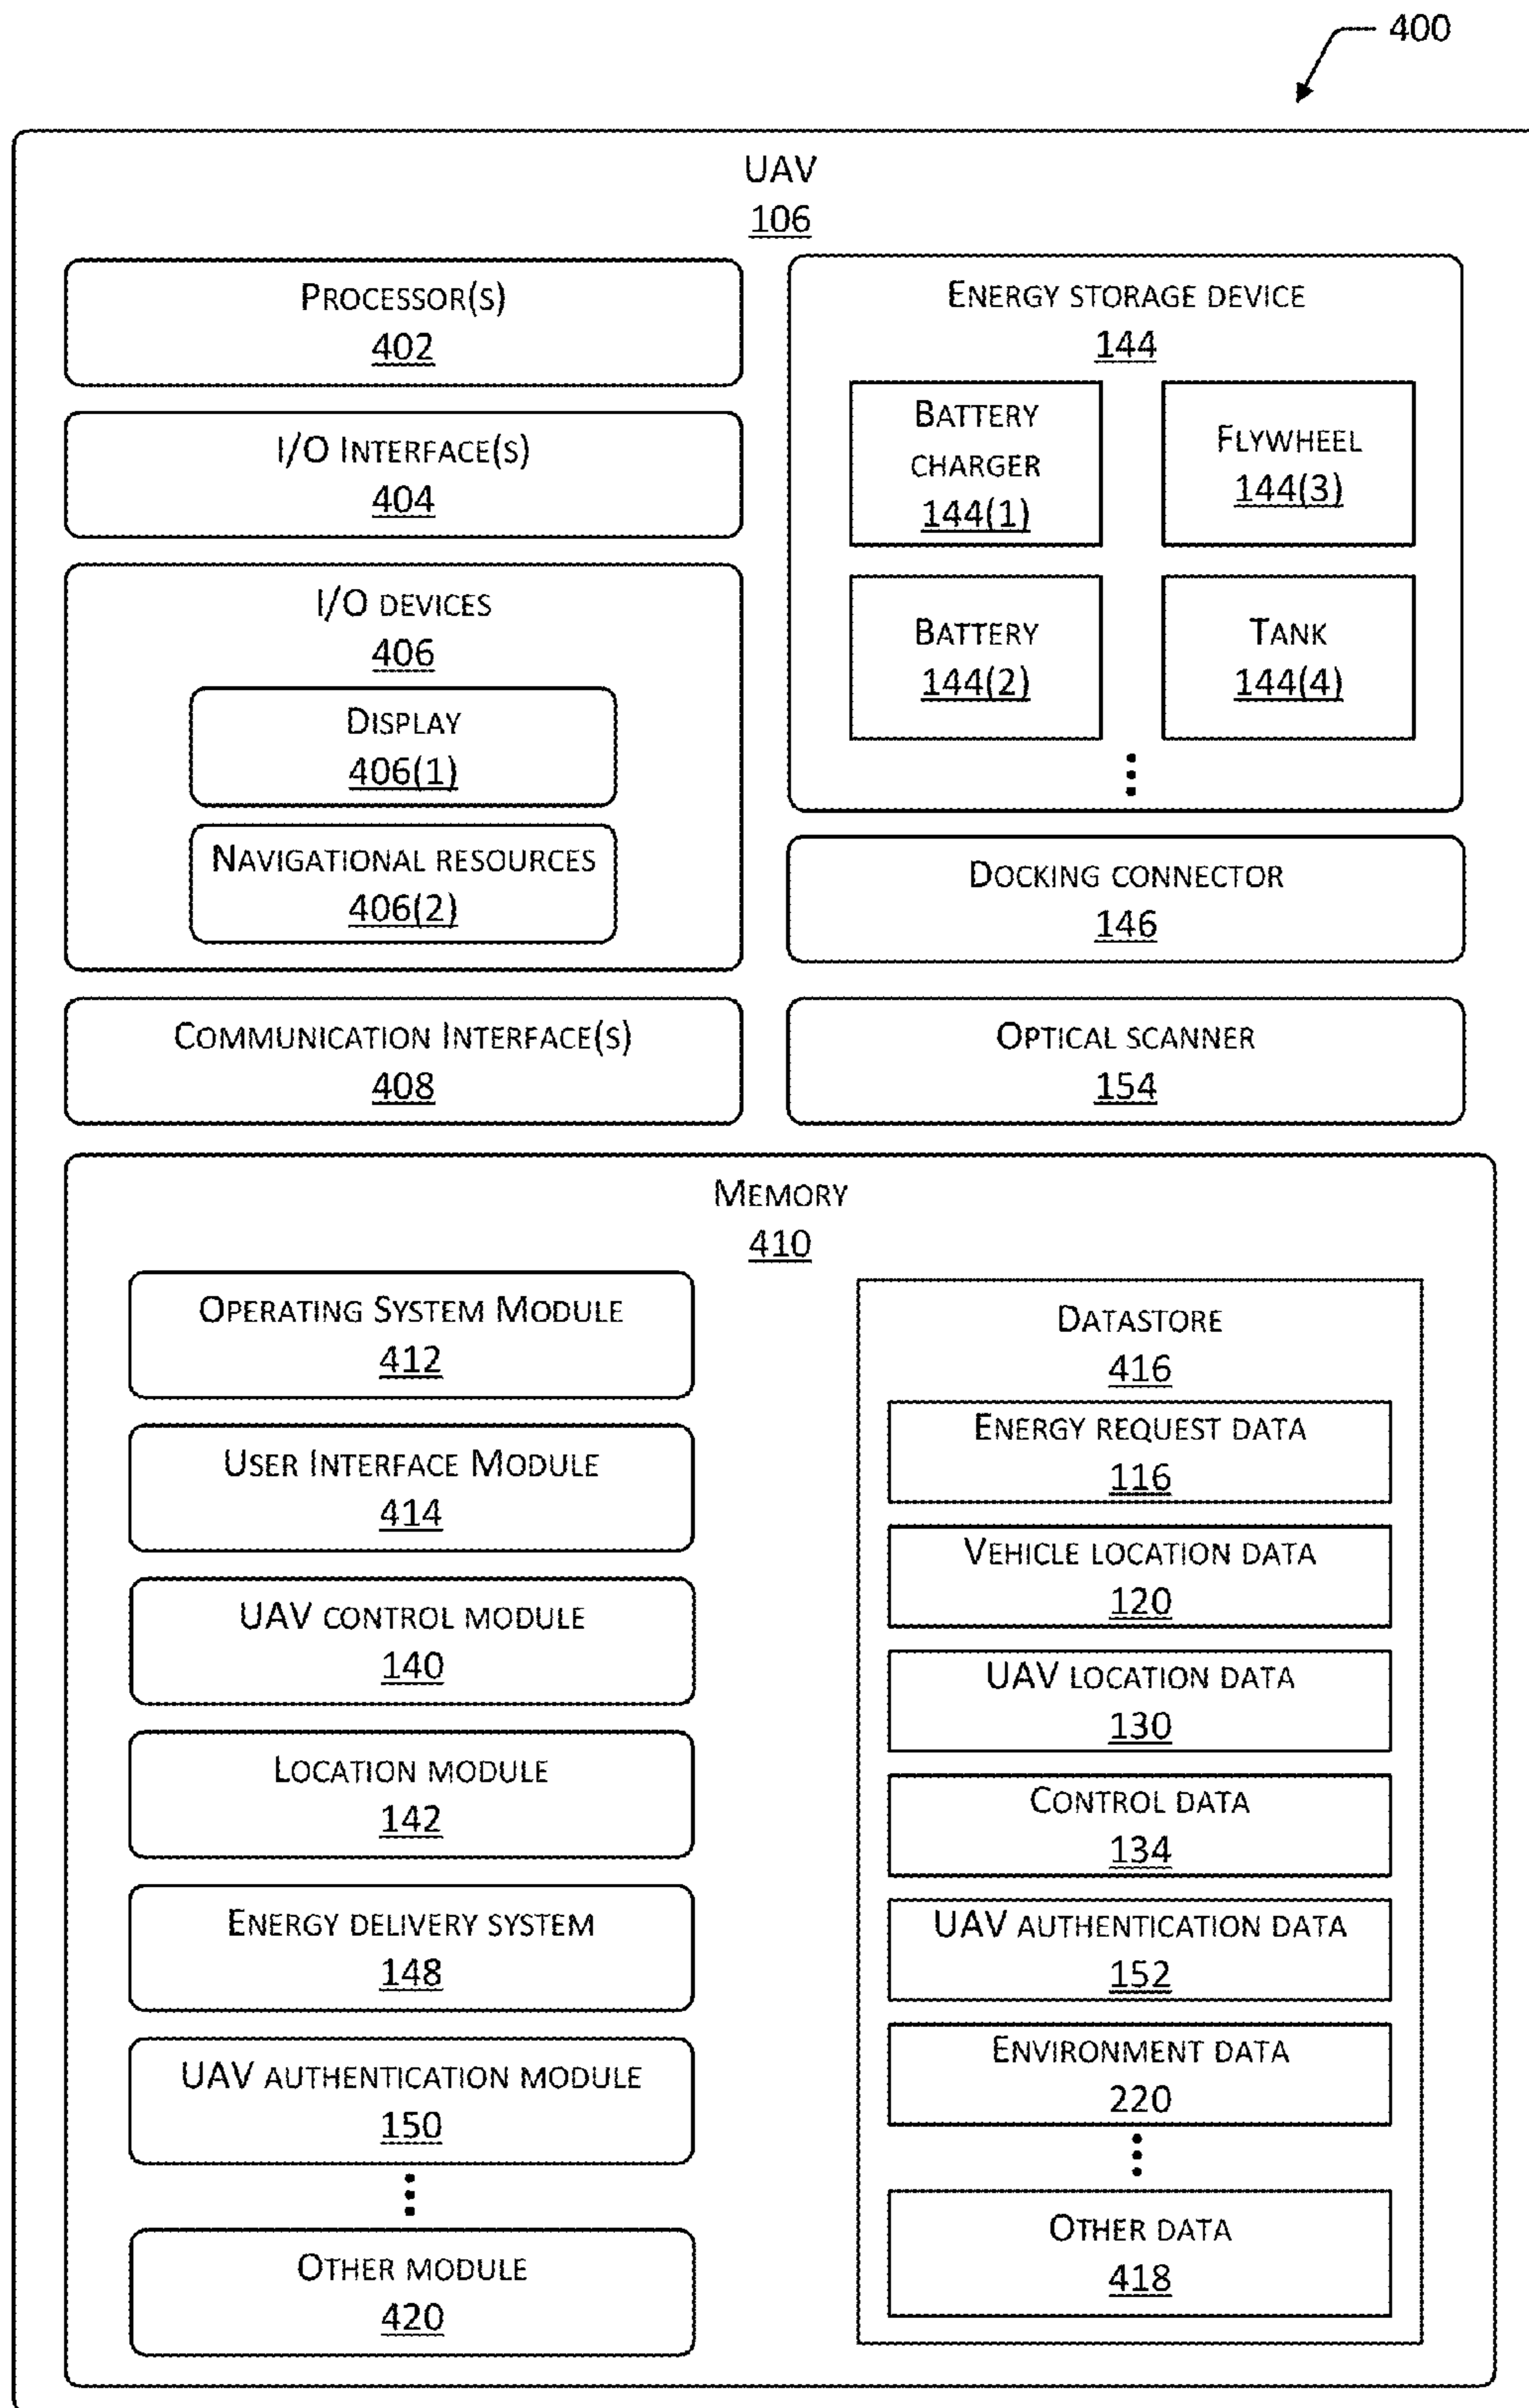 400
UAV
106
PROCESSOR(S)
402
I/O INTERFACE(S)
404
I/O DEVICES
406
DISPLAY
406(1)
NAVIGATIONAL RESOURCES
406(2)
COMMUNICATION INTERFACE(S)
408
ENERGY STORAGE DEVICE
144
BATTERY
CHARGER
144(1)
FLYWHEEL
144(3)
BATTERY
144(2)
TANK
144(4)
DOCKING CONNECTOR
146
OPTICAL SCANNER
154
MEMORY
410
OPERATING SYSTEM MODULE
412
USER INTERFACE MODULE
414
UAV CONTROL MODULE
140
LOCATION MODULE
142
ENERGY DELIVERY SYSTEM
148
UAV AUTHENTICATION MODULE
150
OTHER MODULE
420
DATASTORE
416
ENERGY REQUEST DATA
116
VEHICLE LOCATION DATA
120
UAV LOCATION DATA
130
CONTROL DATA
134
UAV AUTHENTICATION DATA
152
ENVIRONMENT DATA
220
OTHER DATA
418